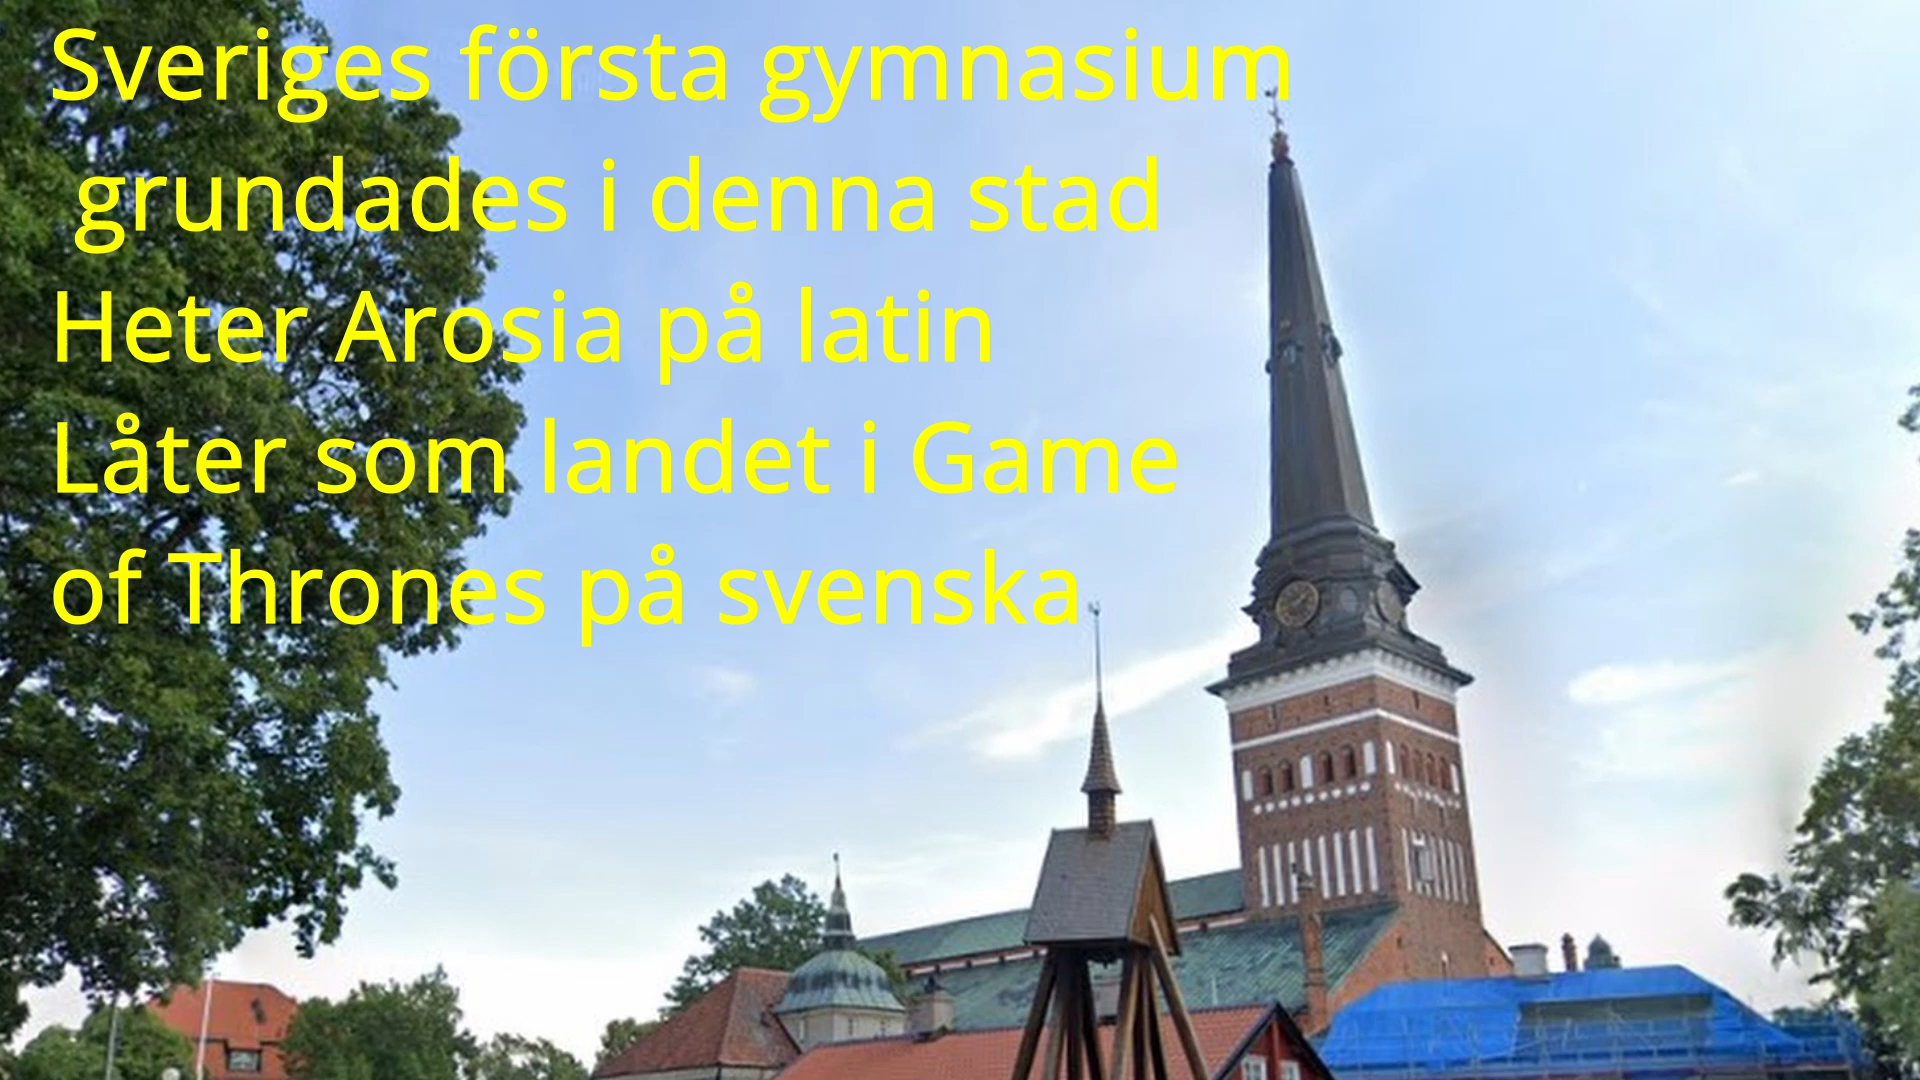 Sveriges första gymnasium
grundades i denna stad
Heter Arosia på latin
Låter som landet i Game
of Thrones på svenska